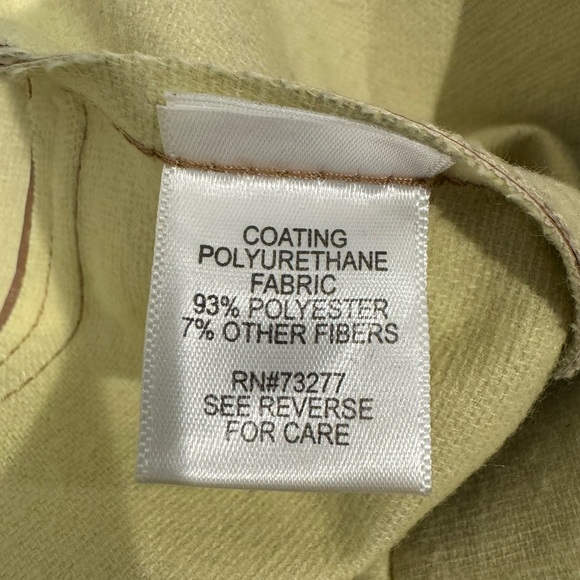 COATING
POLYURETHANE
FABRIC
93% POLYESTER
7% OTHER FIBERS
RN#73277
SEE REVERSE
FOR CARE